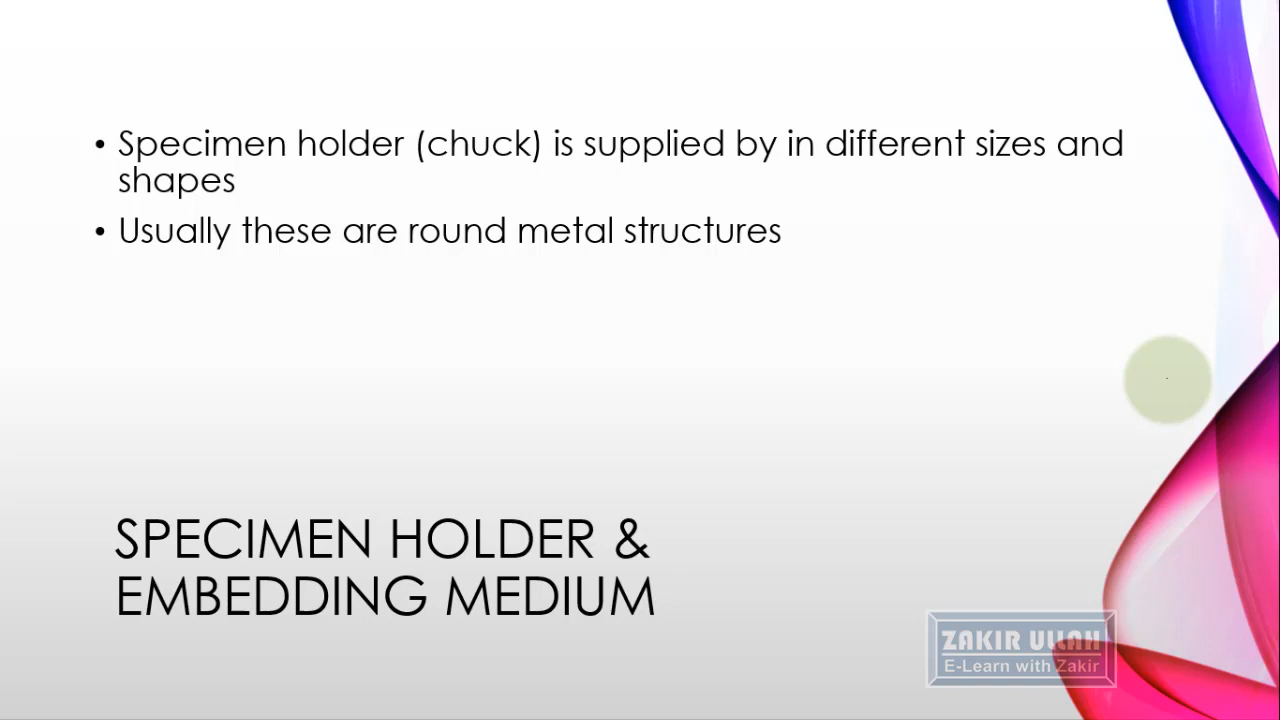 • Specimen holder (chuck) is supplied by in different sizes and
shapes
• Usually these are round metal structures
SPECIMEN HOLDER &
EMBEDDING MEDIUM
ZAKIR ULLAH
E-Learn with Zakir